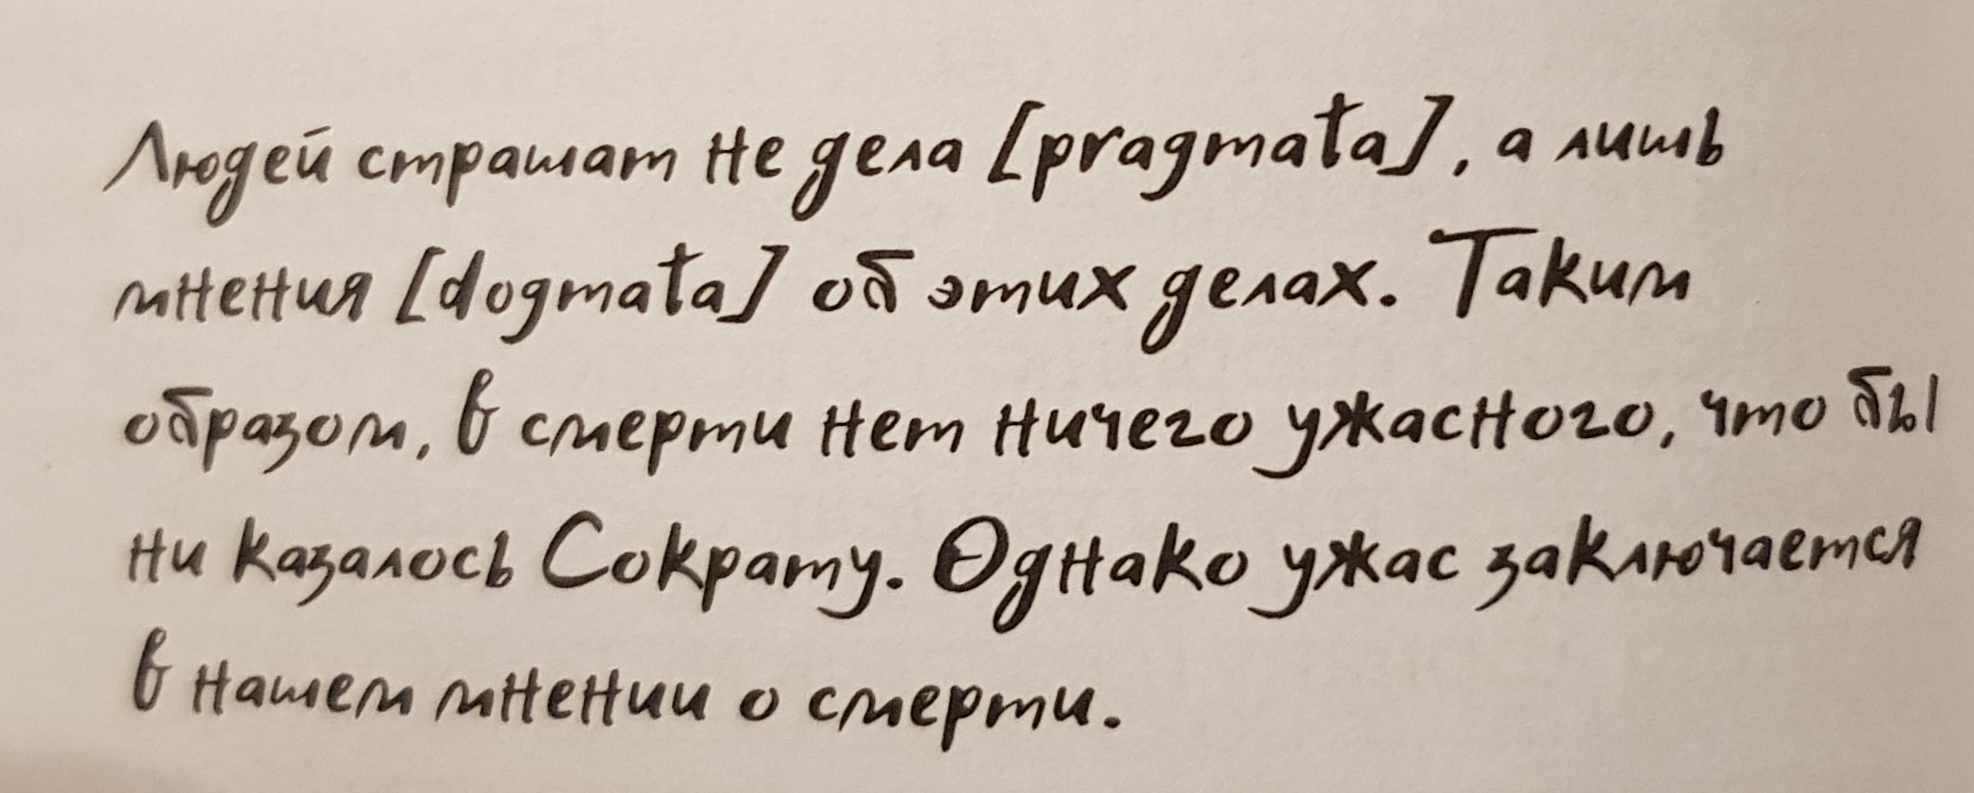 Людей страшат не дела [pragmata], а лишь
мнения [dogmata] об этих делах. Таким
образом, в смерти нет ничего ужасного, что бы
ни казалось Сократу. Однако ужас заключается
в нашем мнении о смерти.